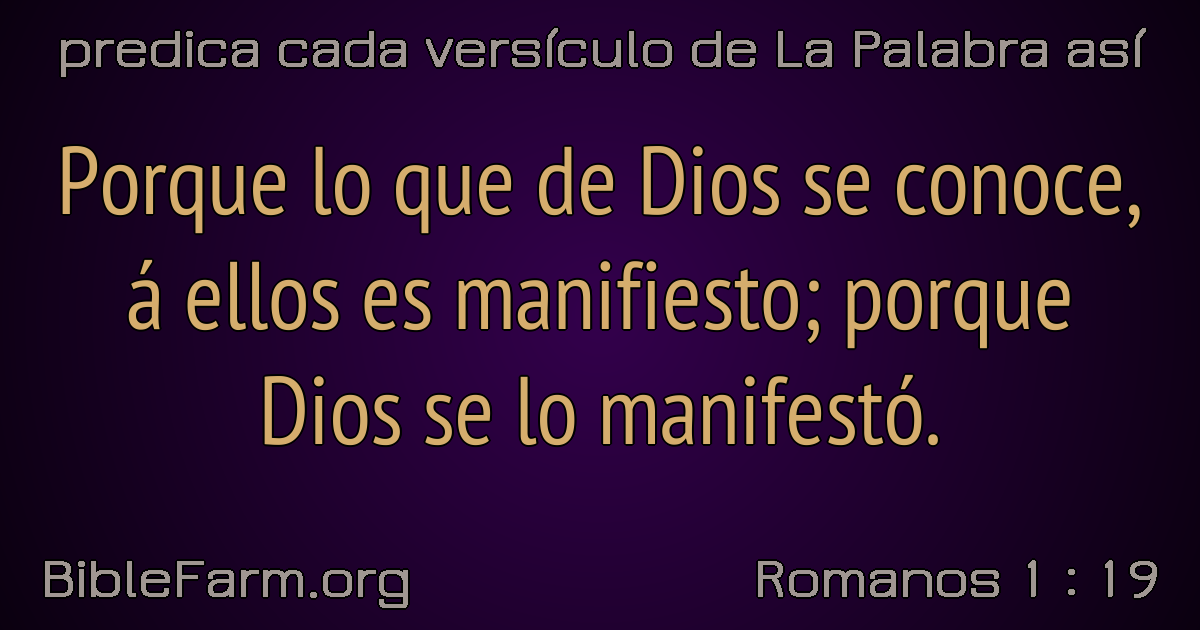 predica cada versículo de La Palabra así
Porque lo que de Dios se conoce,
á ellos es manifiesto; porque
Dios se lo manifestó.
BibleFarm.org
Romanos 1 : 19